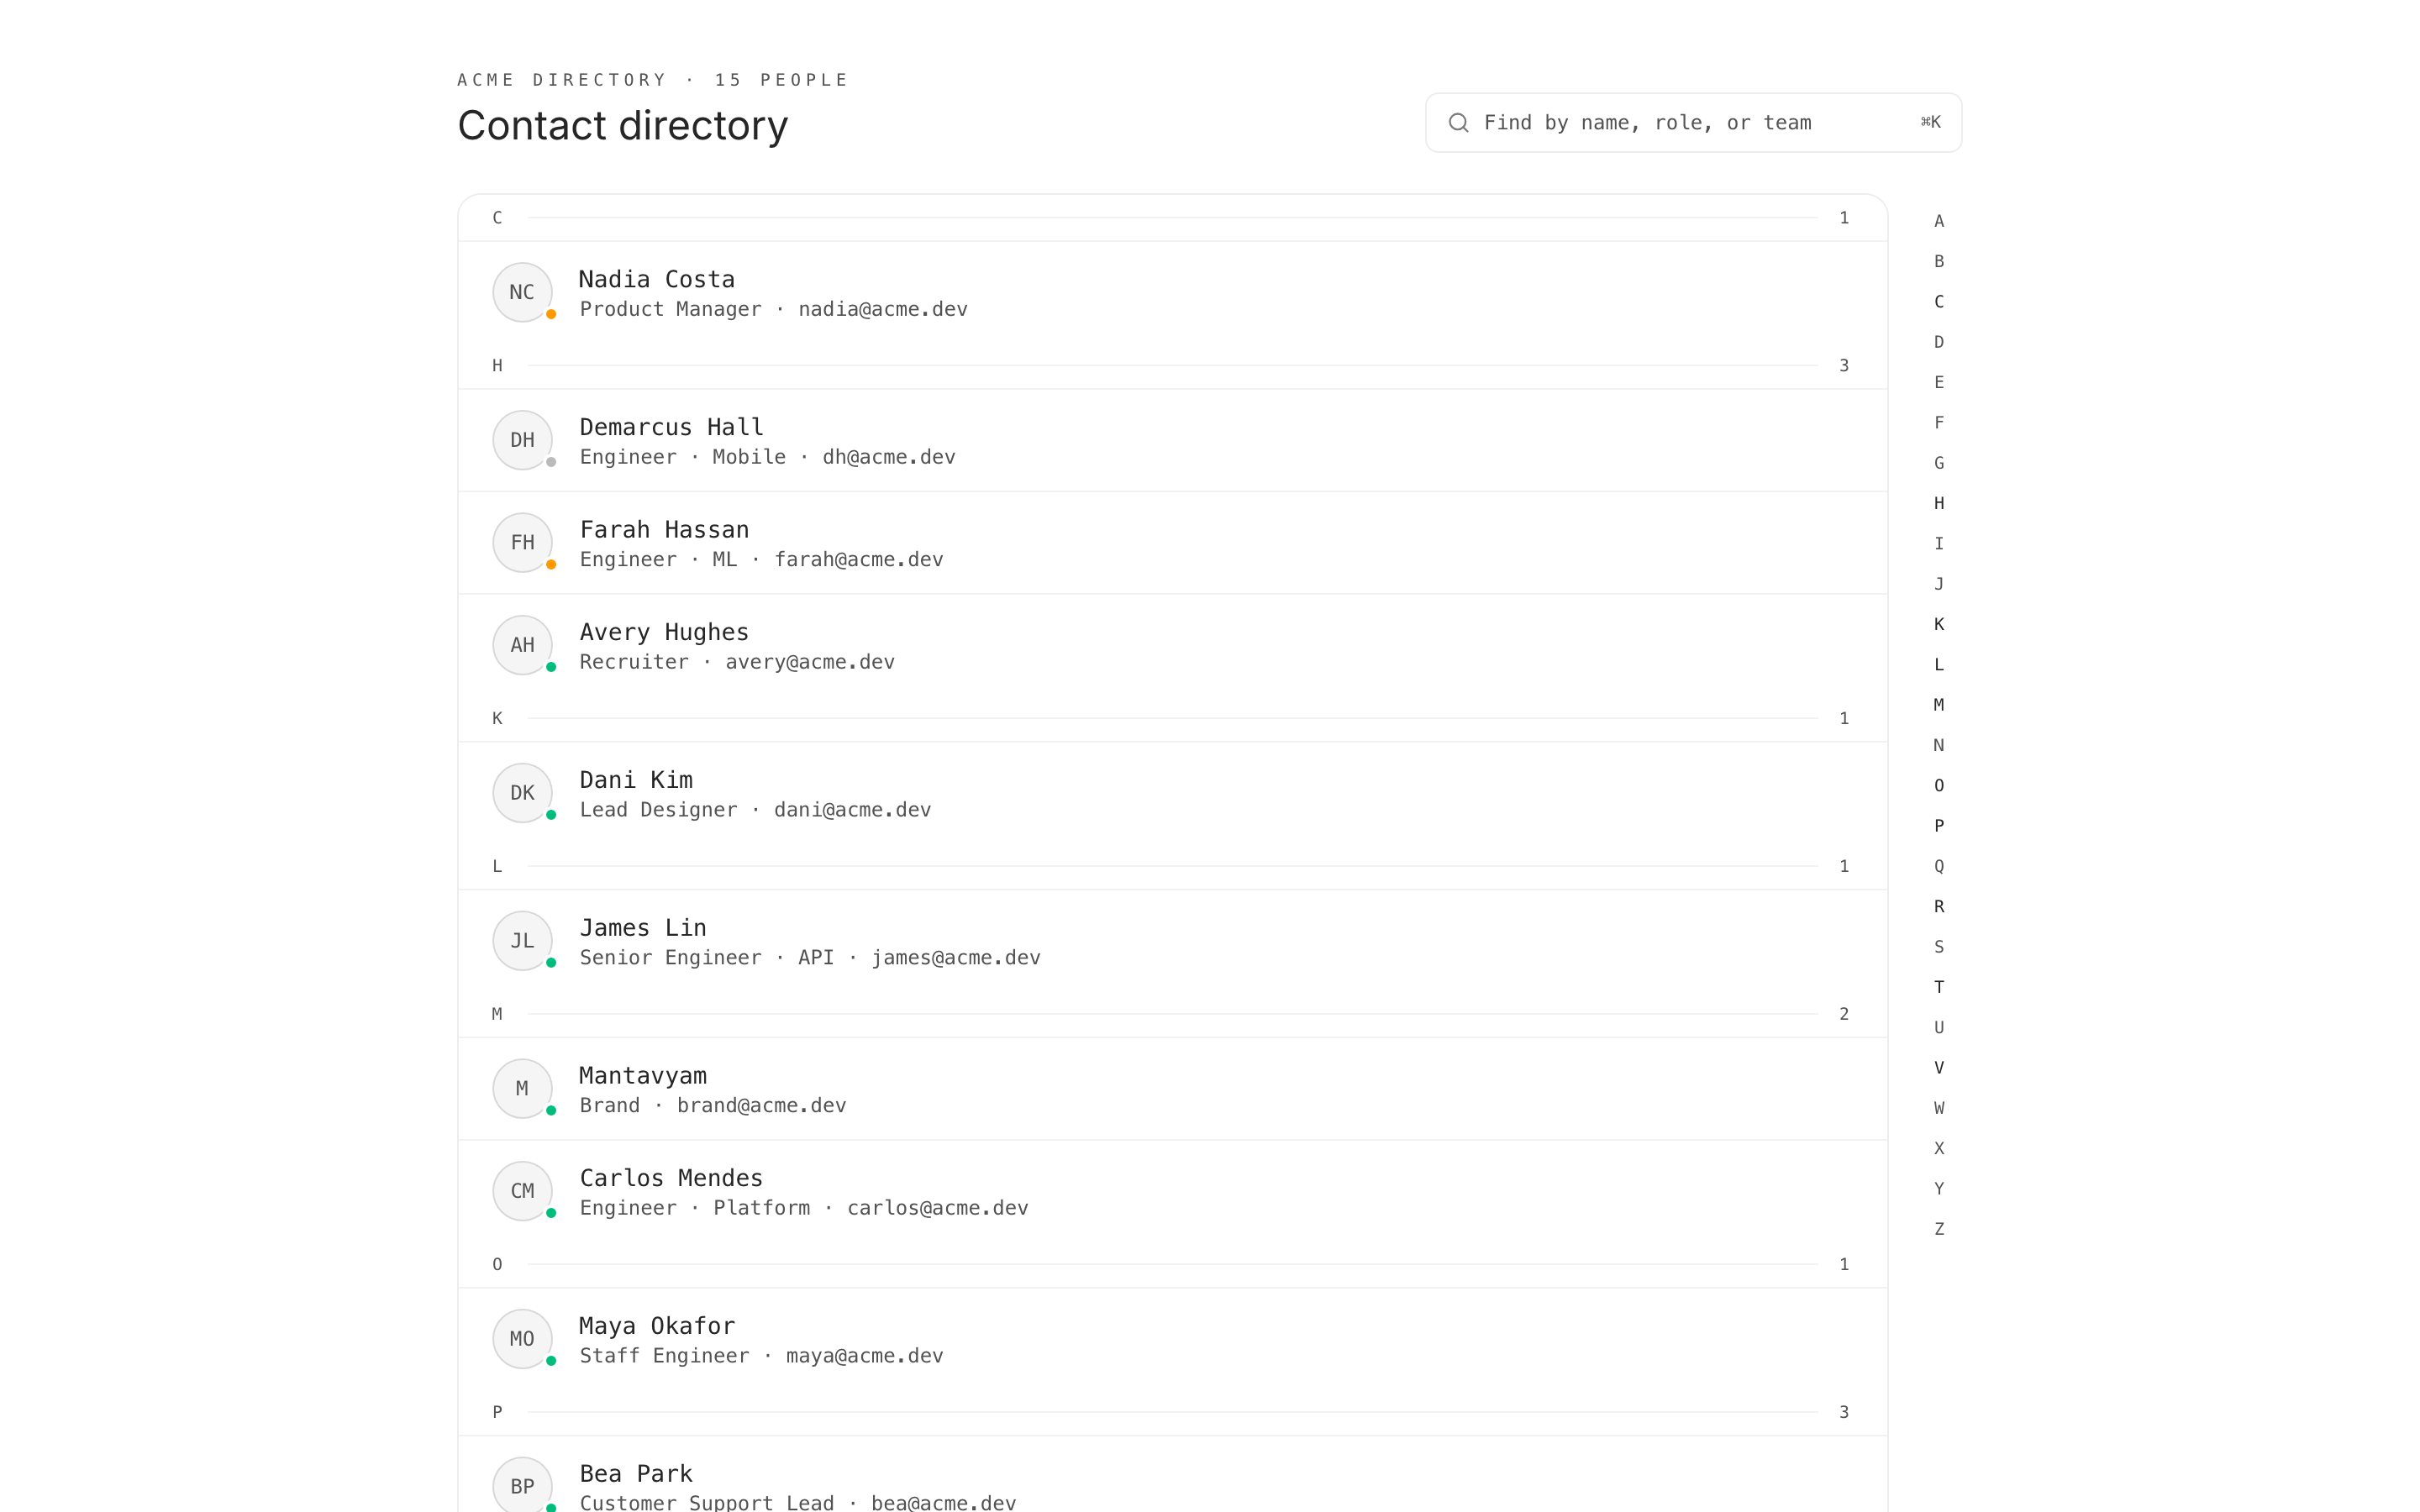 ACME DIRECTORY · 15 PEOPLE
Contact directory
Find by name, role, or team ⌘K
C 1
NC
Nadia Costa
Product Manager · nadia@acme.dev
H 3
DH
Demarcus Hall
Engineer · Mobile · dh@acme.dev
FH
Farah Hassan
Engineer · ML · farah@acme.dev
AH
Avery Hughes
Recruiter · avery@acme.dev
K 1
DK
Dani Kim
Lead Designer · dani@acme.dev
L 1
JL
James Lin
Senior Engineer · API · james@acme.dev
M 2
M
Mantavyam
Brand · brand@acme.dev
CM
Carlos Mendes
Engineer · Platform · carlos@acme.dev
O 1
MO
Maya Okafor
Staff Engineer · maya@acme.dev
P 3
BP
Bea Park
Customer Support Lead · bea@acme.dev
A
B
C
D
E
F
G
H
I
J
K
L
M
N
O
P
Q
R
S
T
U
V
W
X
Y
Z